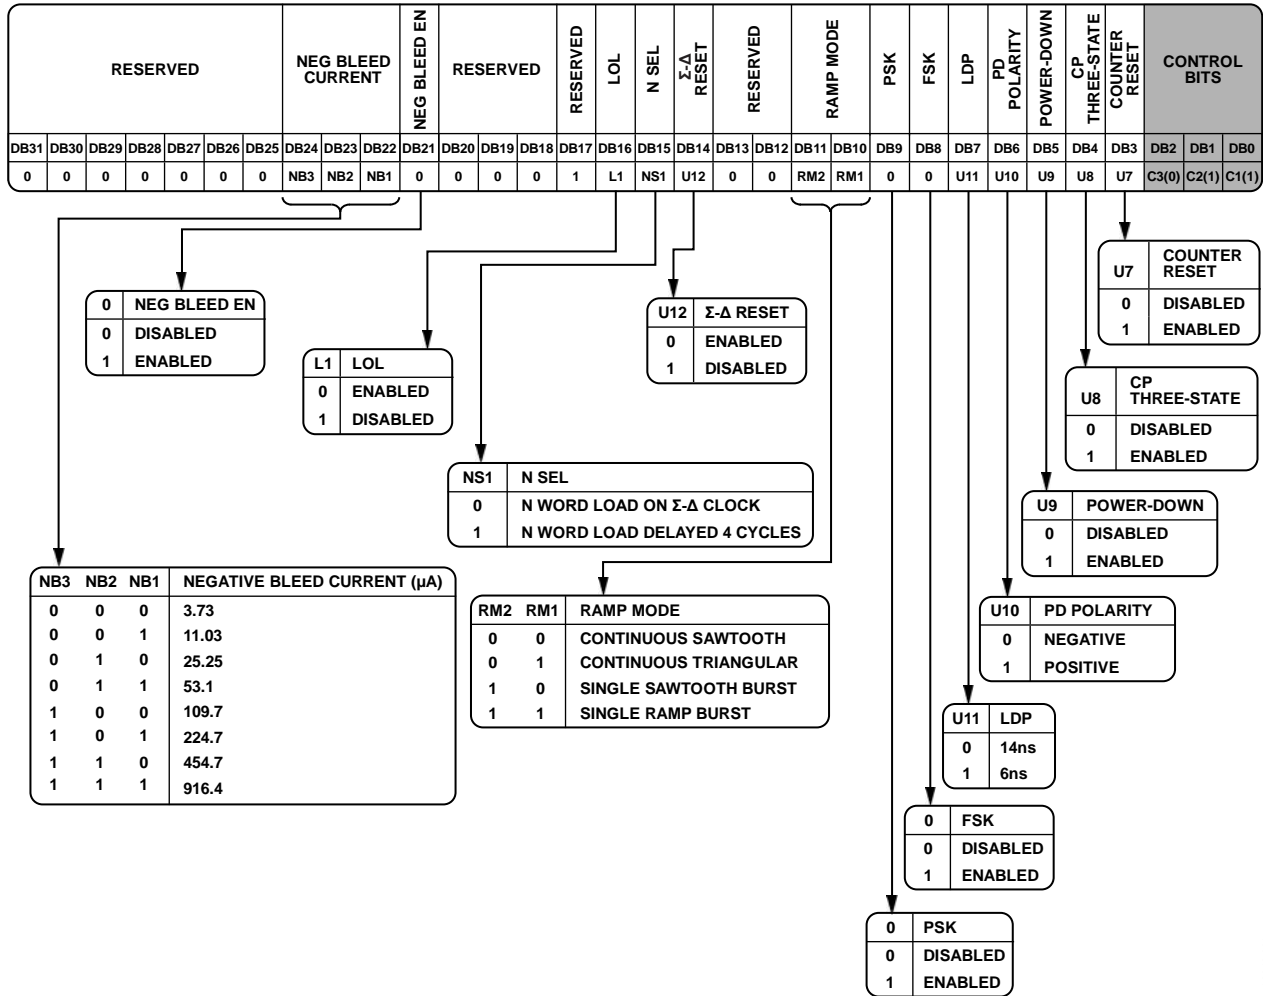 RESERVED
NEG BLEED
CURRENT
NEG BLEED EN
RESERVED
RESERVED
LOL
N SEL
Σ-Δ
RESET
RESERVED
RAMP MODE
PSK
FSK
LDP
PD
POLARITY
POWER-DOWN
CP
THREE-STATE
COUNTER
RESET
CONTROL
BITS
DB31 DB30 DB29 DB28 DB27 DB26 DB25 DB24 DB23 DB22 DB21 DB20 DB19 DB18 DB17 DB16 DB15 DB14 DB13 DB12 DB11 DB10 DB9 DB8 DB7 DB6 DB5 DB4 DB3 DB2 DB1 DB0
0 0 0 0 0 0 0 NB3 NB2 NB1 0 0 0 0 1 L1 NS1 U12 0 0 RM2 RM1 0 0 U11 U10 U9 U8 U7 C3(0) C2(1) C1(1)
U7 COUNTER
RESET
0 DISABLED
1 ENABLED
0 NEG BLEED EN
0 DISABLED
1 ENABLED
U12 Σ-Δ RESET
0 ENABLED
1 DISABLED
L1 LOL
0 ENABLED
1 DISABLED
U8 CP
THREE-STATE
0 DISABLED
1 ENABLED
NS1 N SEL
0 N WORD LOAD ON Σ-Δ CLOCK
1 N WORD LOAD DELAYED 4 CYCLES
U9 POWER-DOWN
0 DISABLED
1 ENABLED
NB3 NB2 NB1 NEGATIVE BLEED CURRENT (µA)
0 0 0 3.73
0 0 1 11.03
0 1 0 25.25
0 1 1 53.1
1 0 0 109.7
1 0 1 224.7
1 1 0 454.7
1 1 1 916.4
RM2 RM1 RAMP MODE
0 0 CONTINUOUS SAWTOOTH
0 1 CONTINUOUS TRIANGULAR
1 0 SINGLE SAWTOOTH BURST
1 1 SINGLE RAMP BURST
U10 PD POLARITY
0 NEGATIVE
1 POSITIVE
U11 LDP
0 14ns
1 6ns
0 FSK
0 DISABLED
1 ENABLED
0 PSK
0 DISABLED
1 ENABLED